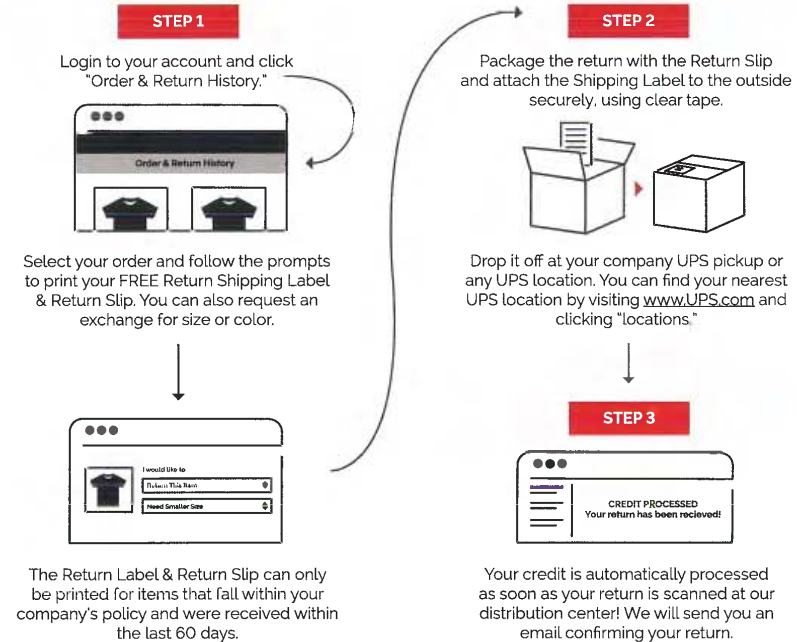 STEP 1
Login to your account and click
"Order & Return History."
Order & Return History
Select your order and follow the prompts
to print your FREE Return Shipping Label
& Return Slip. You can also request an
exchange for size or color.
I would like to
Return This Item
Need Smaller Size
The Return Label & Return Slip can only
be printed for items that fall within your
company's policy and were received within
the last 60 days.
STEP 2
Package the return with the Return Slip
and attach the Shipping Label to the outside
securely, using clear tape.
Drop it off at your company UPS pickup or
any UPS location. You can find your nearest
UPS location by visiting www.UPS.com and
clicking "locations."
STEP 3
CREDIT PROCESSED
Your return has been recieved!
Your credit is automatically processed
as soon as your return is scanned at our
distribution center! We will send you an
email confirming your return.